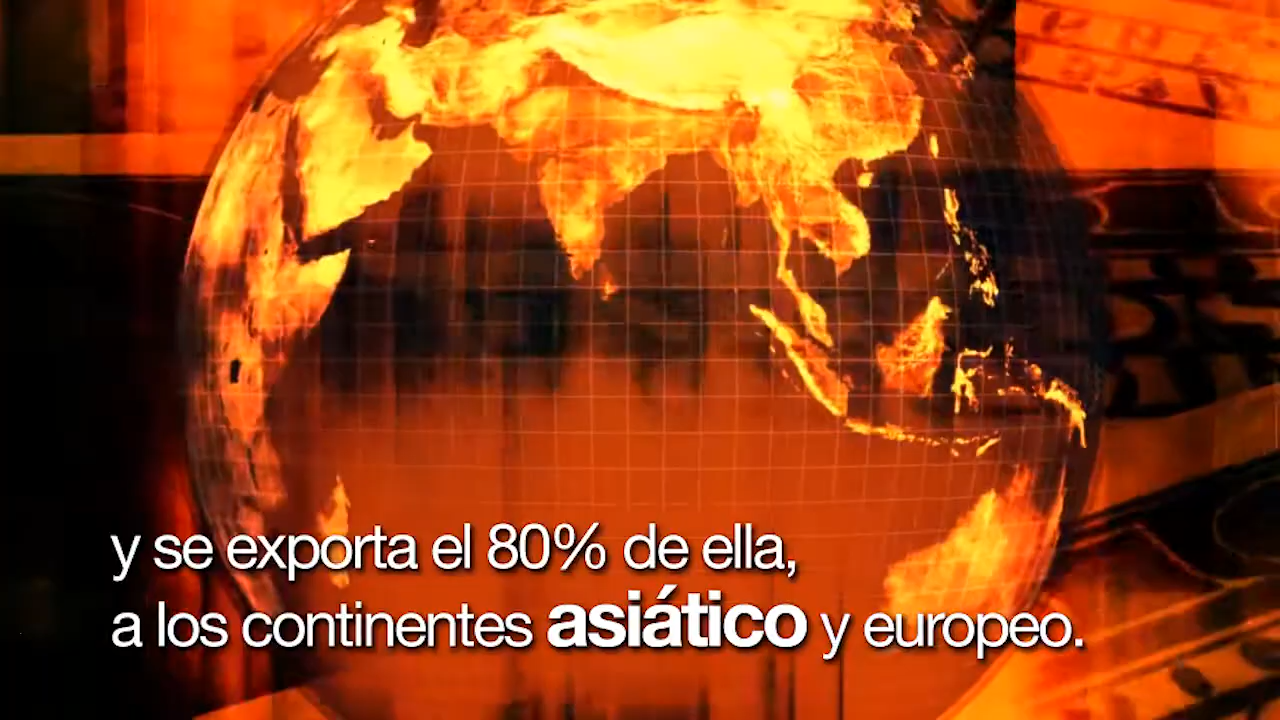 y se exporta el 80% de ella,
a los continentes asiático y europeo.